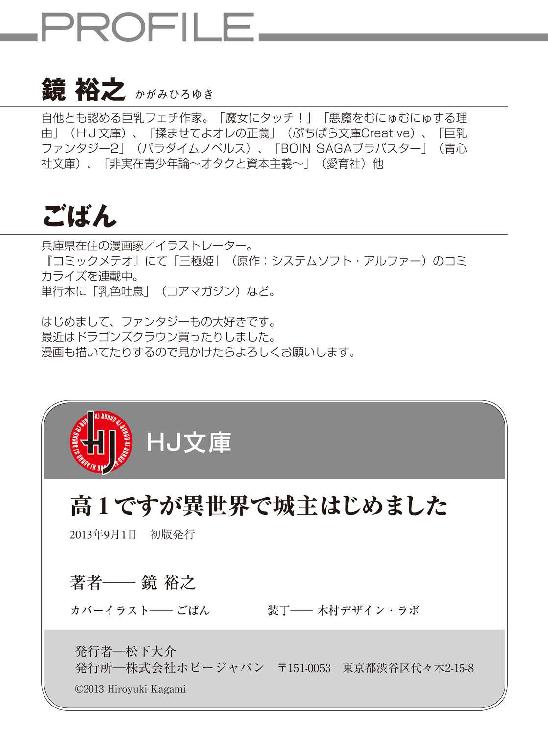 PROFILE
鏡 裕之 かがみひろゆき
自他とも認める巨乳フェチ作家。「魔女にタッチ！」「悪魔をむにゅむにゅする理
由」（ＨＪ文庫）、「揉ませてよオレの正義」（ぷちぱら文庫Creative）、「巨乳
ファンタジー2」（パラダイムノベルス）、「BOIN SAGAブラバスター」（青心
社文庫）、「非実在青少年論～オタクと資本主義～」（愛育社）他
ごばん
兵庫県在住の漫画家／イラストレーター。
『コミックメテオ』にて「三極姫」（原作：システムソフト・アルファー）のコミ
カライズを連載中。
単行本に「乳色吐息」（コアマガジン）など。
はじめまして、ファンタジーもの大好きです。
最近はドラゴンズクラウン買ったりしました。
漫画も描いてたりするので見かけたらよろしくお願いします。
HJ
HJ文庫
高１ですが異世界で城主はじめました
2013年9月1日　初版発行
著者── 鏡 裕之
カバーイラスト── ごばん　装丁── 木村デザイン・ラボ
発行者―松下大介
発行所―株式会社ホビージャパン　〒151-0053　東京都渋谷区代々木2-15-8
©2013 Hiroyuki Kagami